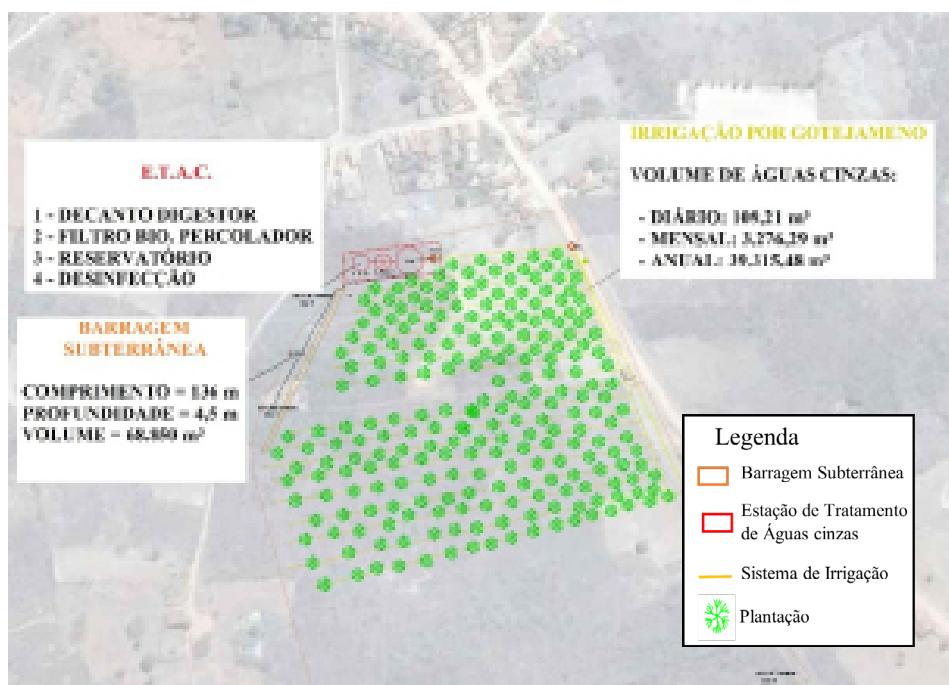 IRRIGAÇÃO POR GOTEJAMENO
VOLUME DE ÁGUAS CINZAS:
- DIÁRIO: 109,21 m³
- MENSAL: 3.276,29 m³
- ANUAL: 39.315,48 m³
E.T.A.C.
1 - DECANTO DIGESTOR
2 - FILTRO BIO. PERCOLADOR
3 - RESERVATÓRIO
4 - DESINFECÇÃO
BARRAGEM
SUBTERRÂNEA
COMPRIMENTO = 136 m
PROFUNDIDADE = 4,5 m
VOLUME = 68.850 m³
Legenda
Barragem Subterrânea
Estação de Tratamento
de Águas cinzas
Sistema de Irrigação
Plantação